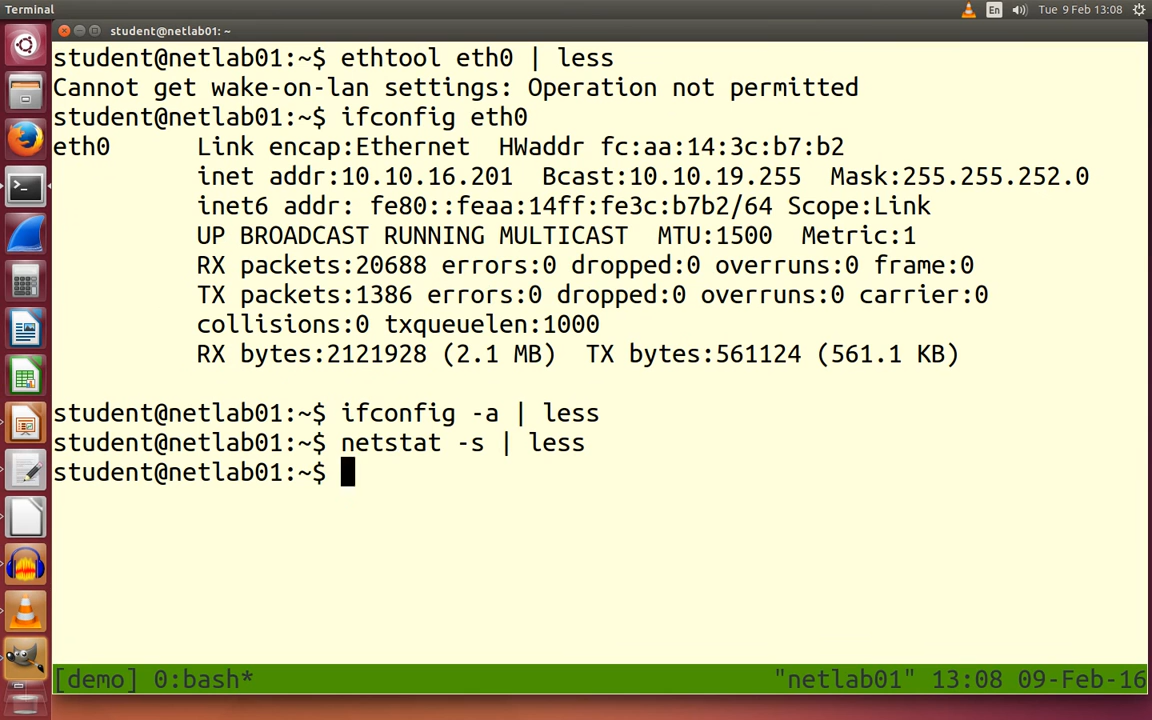 Terminal
En
Tue 9 Feb 13:08
student@netlab01: ~
student@netlab01:~$ ethtool eth0 | less
Cannot get wake-on-lan settings: Operation not permitted
student@netlab01:~$ ifconfig eth0
eth0 Link encap:Ethernet HWaddr fc:aa:14:3c:b7:b2
inet addr:10.10.16.201 Bcast:10.10.19.255 Mask:255.255.252.0
inet6 addr: fe80::feaa:14ff:fe3c:b7b2/64 Scope:Link
UP BROADCAST RUNNING MULTICAST MTU:1500 Metric:1
RX packets:20688 errors:0 dropped:0 overruns:0 frame:0
TX packets:1386 errors:0 dropped:0 overruns:0 carrier:0
collisions:0 txqueuelen:1000
RX bytes:2121928 (2.1 MB) TX bytes:561124 (561.1 KB)
student@netlab01:~$ ifconfig -a | less
student@netlab01:~$ netstat -s | less
student@netlab01:~$
[demo] 0:bash* "netlab01" 13:08 09-Feb-16